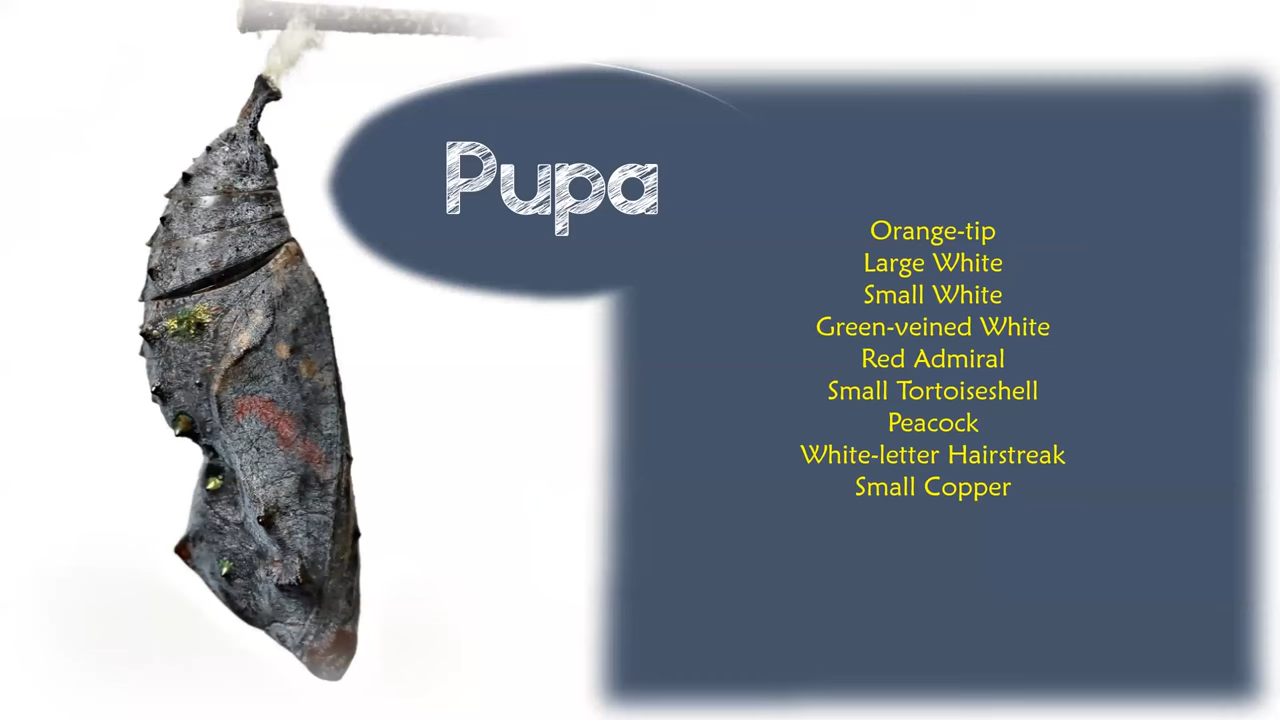 Pupa
Orange-tip
Large White
Small White
Green-veined White
Red Admiral
Small Tortoiseshell
Peacock
White-letter Hairstreak
Small Copper